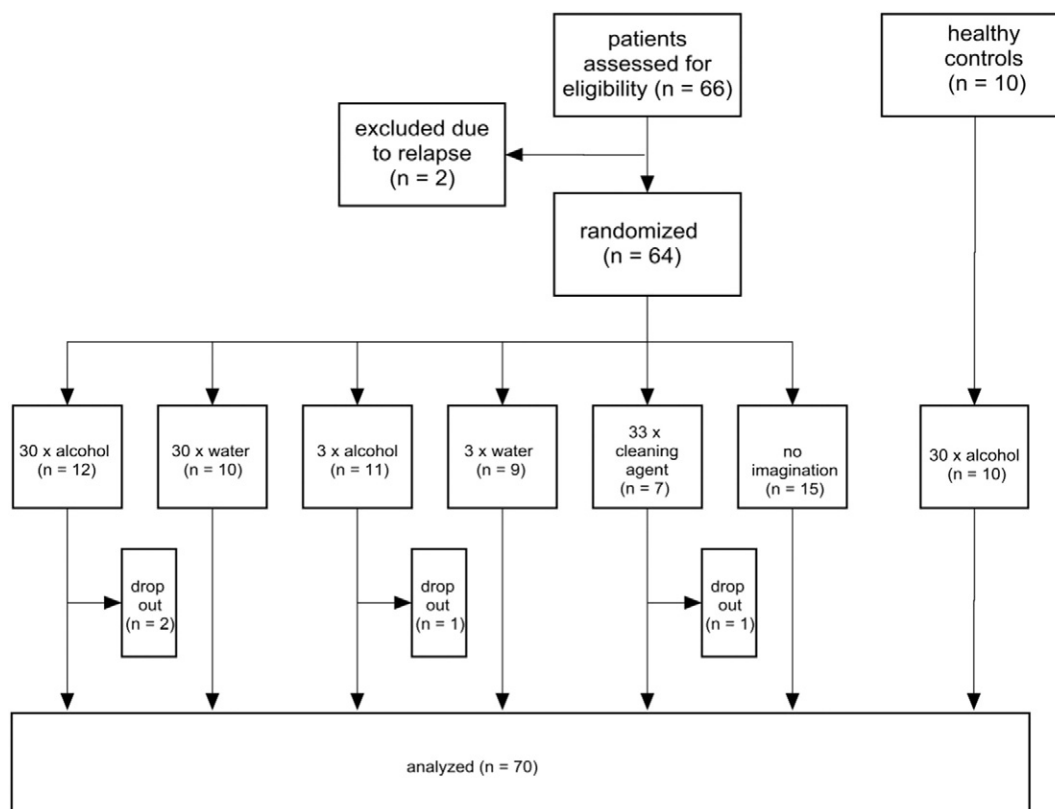 patients
assessed for
eligibility (n = 66)
healthy
controls
(n = 10)
excluded due
to relapse
(n = 2)
randomized
(n = 64)
30 x alcohol
(n = 12)
30 x water
(n = 10)
3 x alcohol
(n = 11)
3 x water
(n = 9)
33 x
cleaning
agent
(n = 7)
no
imagination
(n = 15)
30 x alcohol
(n = 10)
drop
out
(n = 2)
drop
out
(n = 1)
drop
out
(n = 1)
analyzed (n = 70)